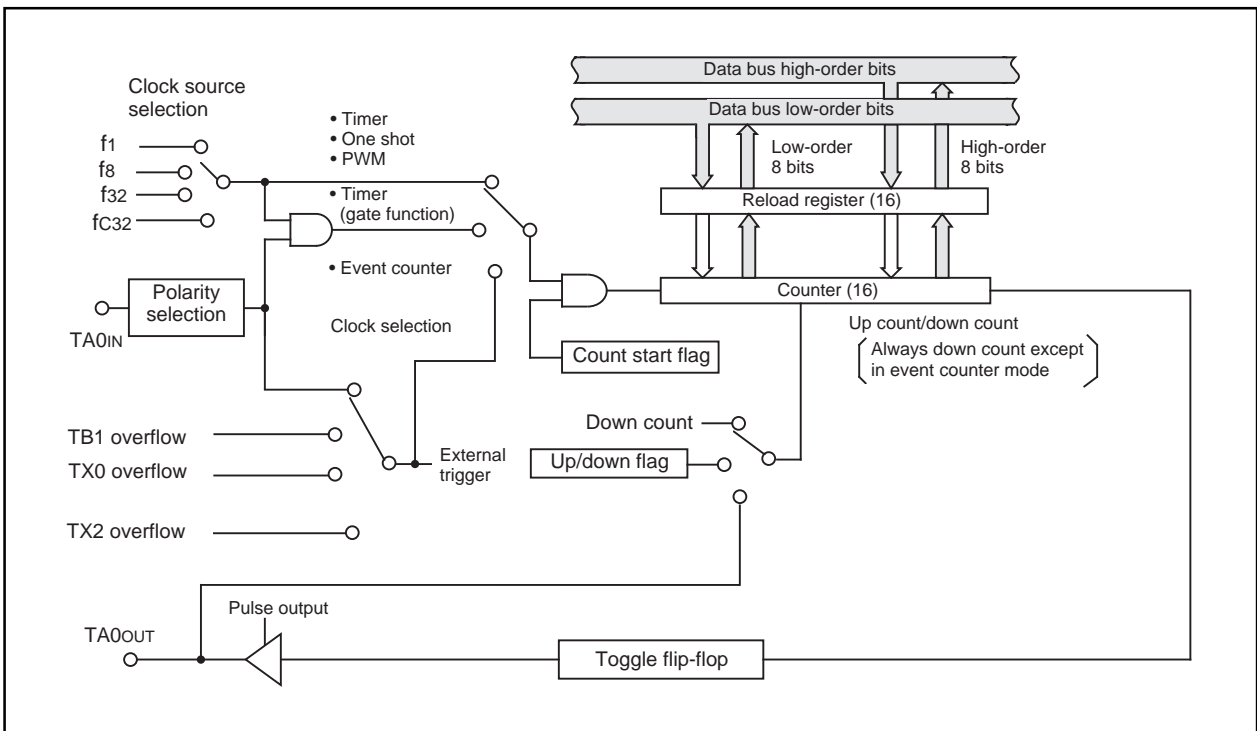 Data bus high-order bits
Data bus low-order bits
Clock source
selection
f1
f8
f32
fC32
• Timer
• One shot
• PWM
• Timer
(gate function)
• Event counter
Low-order
8 bits
High-order
8 bits
Reload register (16)
Counter (16)
Polarity
selection
TA0IN
Clock selection
Count start flag
Up count/down count
Always down count except
in event counter mode
TB1 overflow
TX0 overflow
TX2 overflow
External
trigger
Down count
Up/down flag
Pulse output
TA0OUT
Toggle flip-flop